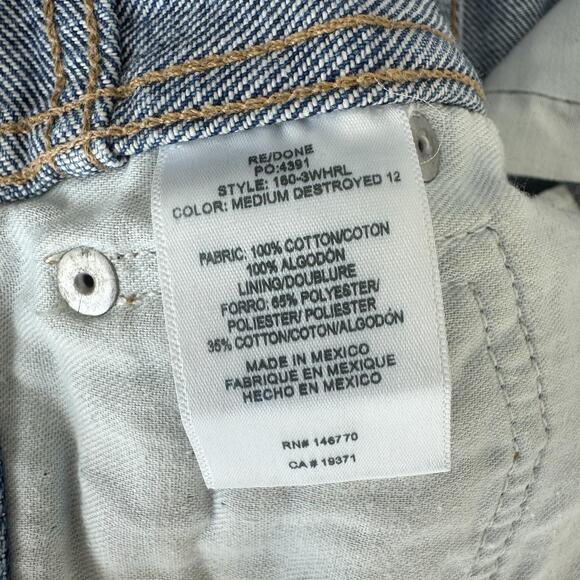 RE/DONE
PO:4391
STYLE: 160-3WHRL
COLOR: MEDIUM DESTROYED 12
FABRIC: 100% COTTON/COTON
100% ALGODÓN
LINING/DOUBLURE
FORRO: 65% POLYESTER/
POLIESTER/ POLIESTER
35% COTTON/COTON/ALGODÓN
MADE IN MEXICO
FABRIQUE EN MEXIQUE
HECHO EN MEXICO
RN# 146770
CA# 19371